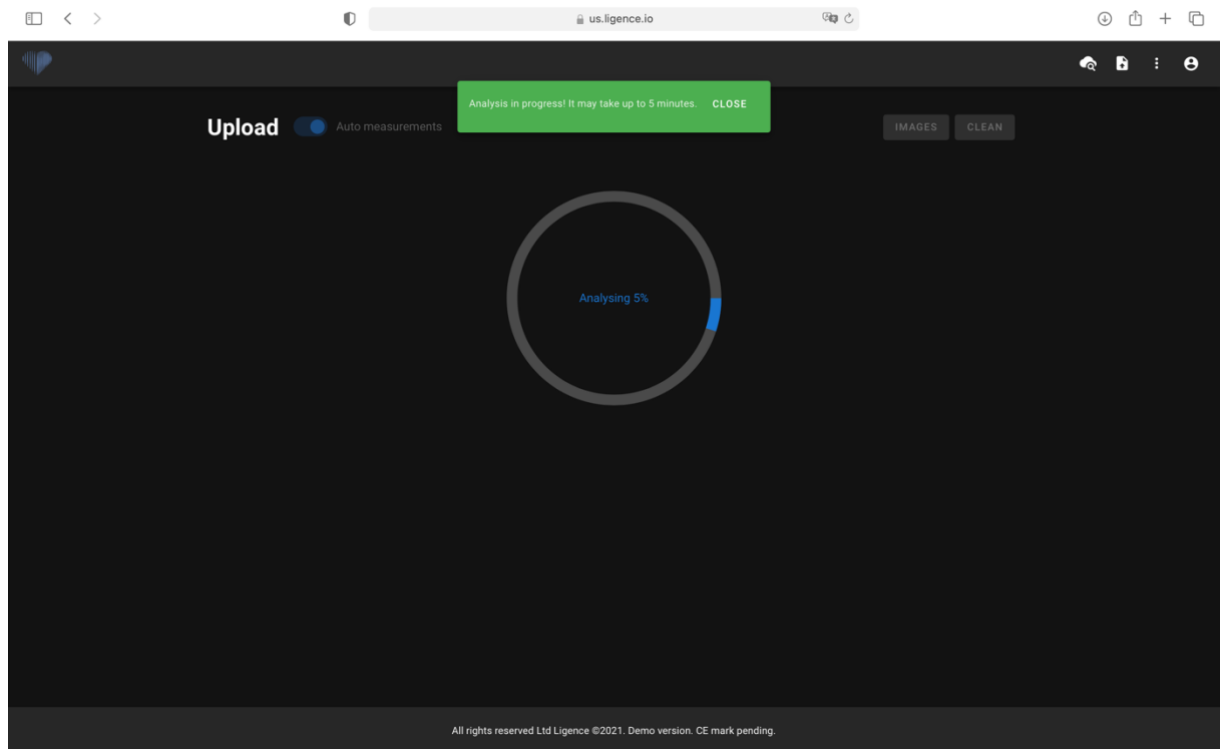 us.ligence.io
Analysis in progress! It may take up to 5 minutes. CLOSE
Upload Auto measurements IMAGES CLEAN
Analysing 5%
All rights reserved Ltd Ligence ©2021. Demo version. CE mark pending.